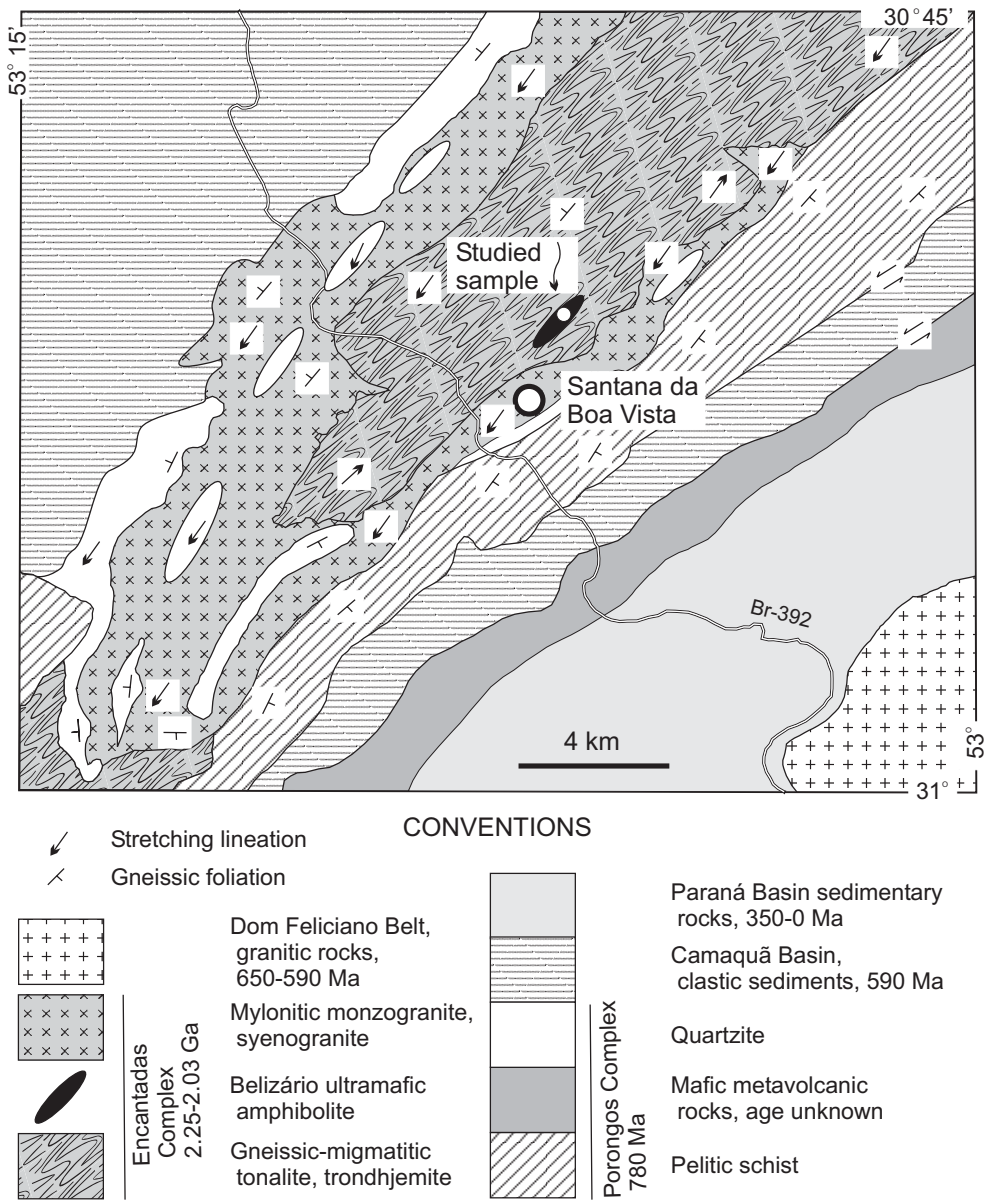 30°45'
53°15'
Studied
sample
Santana da
Boa Vista
Br-392
4 km
53°
31°
CONVENTIONS
Stretching lineation
Gneissic foliation
Dom Feliciano Belt,
granitic rocks,
650-590 Ma
Mylonitic monzogranite,
syenogranite
Belizário ultramafic
amphibolite
Gneissic-migmatitic
tonalite, trondhjemite
Encantadas
Complex
2.25-2.03 Ga
Paraná Basin sedimentary
rocks, 350-0 Ma
Camaquã Basin,
clastic sediments, 590 Ma
Quartzite
Mafic metavolcanic
rocks, age unknown
Pelitic schist
Porongos Complex
780 Ma